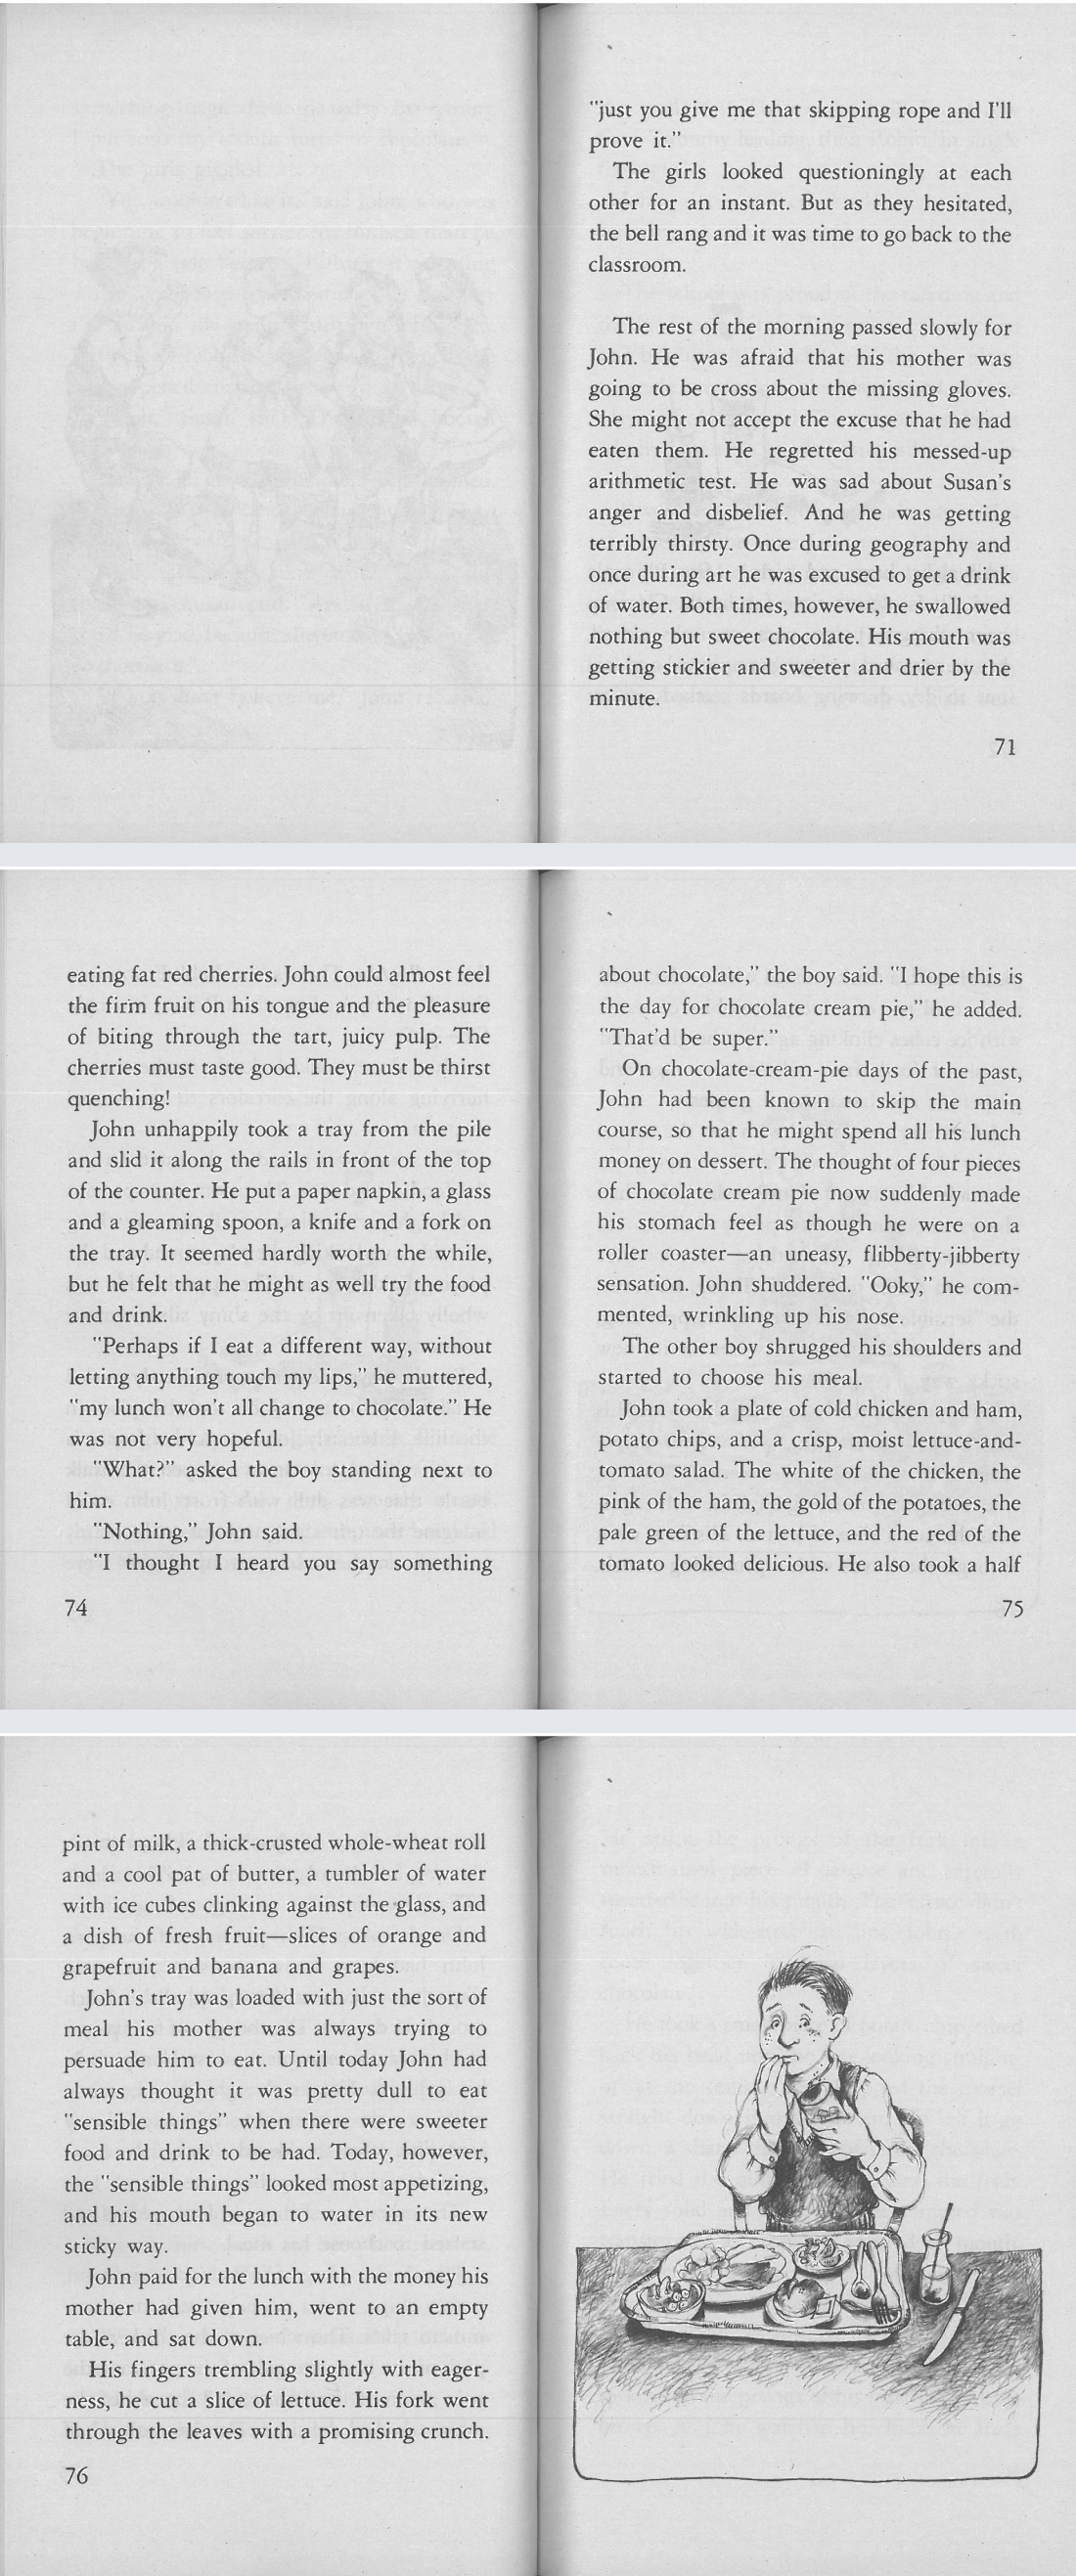 "just you give me that skipping rope and I'll
prove it."
The girls looked questioningly at each
other for an instant. But as they hesitated,
the bell rang and it was time to go back to the
classroom.
The rest of the morning passed slowly for
John. He was afraid that his mother was
going to be cross about the missing gloves.
She might not accept the excuse that he had
eaten them. He regretted his messed-up
arithmetic test. He was sad about Susan's
anger and disbelief. And he was getting
terribly thirsty. Once during geography and
once during art he was excused to get a drink
of water. Both times, however, he swallowed
nothing but sweet chocolate. His mouth was
getting stickier and sweeter and drier by the
minute.
71
eating fat red cherries. John could almost feel
the firm fruit on his tongue and the pleasure
of biting through the tart, juicy pulp. The
cherries must taste good. They must be thirst
quenching!
John unhappily took a tray from the pile
and slid it along the rails in front of the top
of the counter. He put a paper napkin, a glass
and a gleaming spoon, a knife and a fork on
the tray. It seemed hardly worth the while,
but he felt that he might as well try the food
and drink.
"Perhaps if I eat a different way, without
letting anything touch my lips," he muttered,
"my lunch won't all change to chocolate." He
was not very hopeful.
"What?" asked the boy standing next to
him.
"Nothing," John said.
"I thought I heard you say something
74
about chocolate," the boy said. "I hope this is
the day for chocolate cream pie," he added.
"That'd be super."
On chocolate-cream-pie days of the past,
John had been known to skip the main
course, so that he might spend all his lunch
money on dessert. The thought of four pieces
of chocolate cream pie now suddenly made
his stomach feel as though he were on a
roller coaster—an uneasy, flibberty-jibberty
sensation. John shuddered. "Ooky," he com-
mented, wrinkling up his nose.
The other boy shrugged his shoulders and
started to choose his meal.
John took a plate of cold chicken and ham,
potato chips, and a crisp, moist lettuce-and-
tomato salad. The white of the chicken, the
pink of the ham, the gold of the potatoes, the
pale green of the lettuce, and the red of the
tomato looked delicious. He also took a half
75
pint of milk, a thick-crusted whole-wheat roll
and a cool pat of butter, a tumbler of water
with ice cubes clinking against the glass, and
a dish of fresh fruit—slices of orange and
grapefruit and banana and grapes.
John's tray was loaded with just the sort of
meal his mother was always trying to
persuade him to eat. Until today John had
always thought it was pretty dull to eat
"sensible things" when there were sweeter
food and drink to be had. Today, however,
the "sensible things" looked most appetizing,
and his mouth began to water in its new
sticky way.
John paid for the lunch with the money his
mother had given him, went to an empty
table, and sat down.
His fingers trembling slightly with eager-
ness, he cut a slice of lettuce. His fork went
through the leaves with a promising crunch.
76